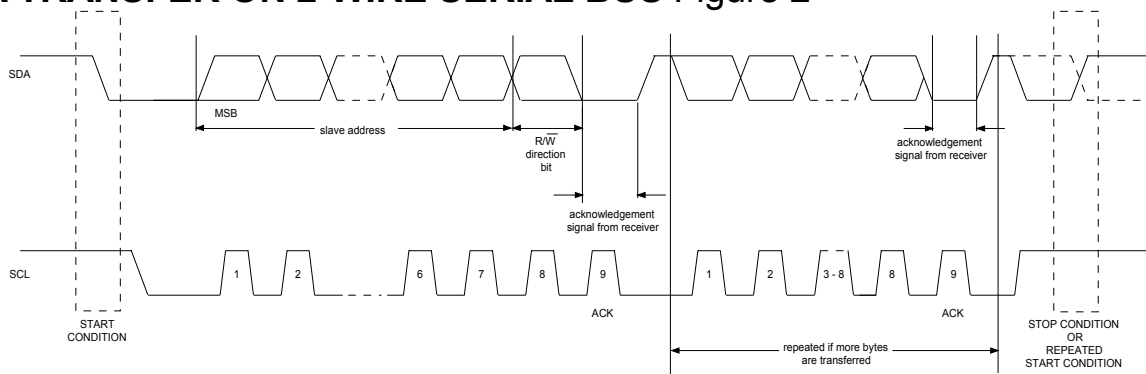 TRANSFER ON 2-WIRE SERIAL BUS Figure 2
SDA
MSB
slave address
R/W
direction
bit
acknowledgement
signal from receiver
acknowledgement
signal from receiver
SCL
1
2
6
7
8
9
1
2
3 - 8
8
9
ACK
ACK
START
CONDITION
repeated if more bytes
are transferred
STOP CONDITION
OR
REPEATED
START CONDITION